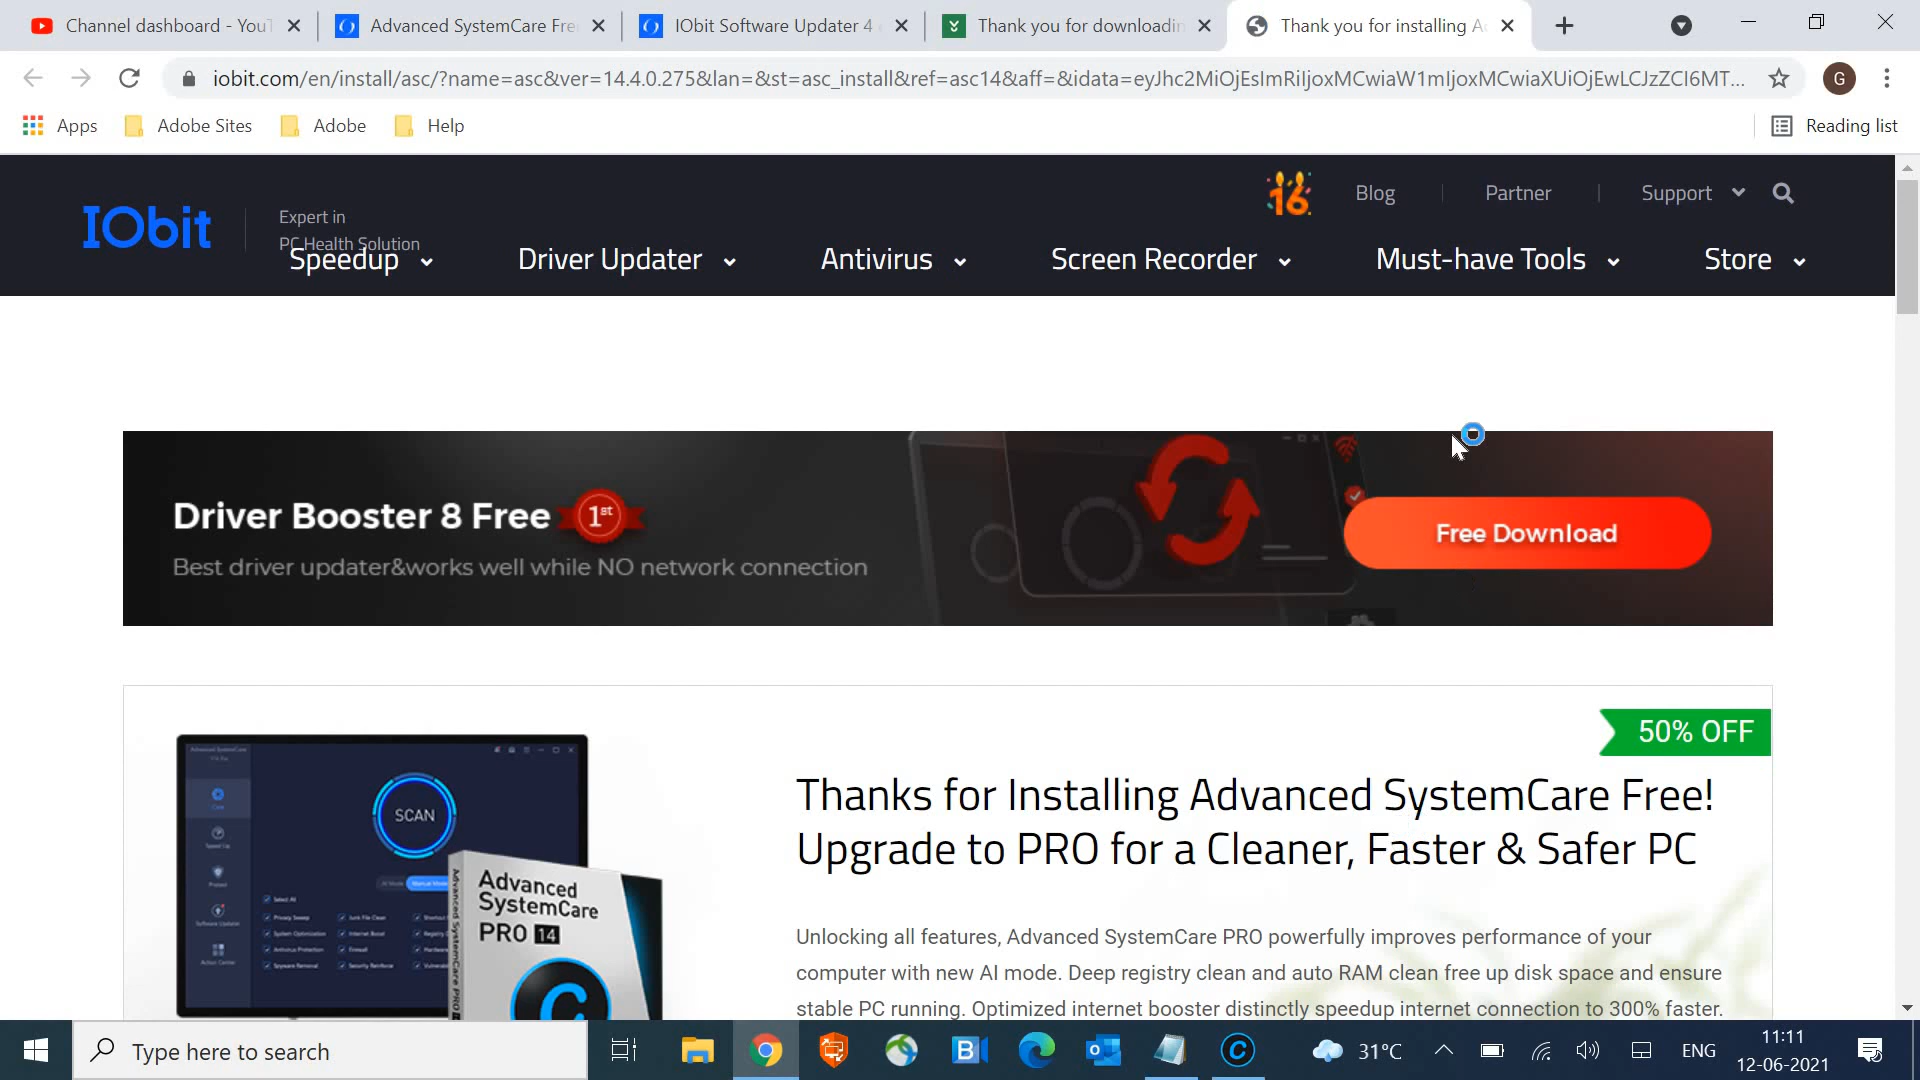 Channel dashboard - YouT
Advanced SystemCare Fre
IObit Software Updater 4
Thank you for downloadin
Thank you for installing A
iobit.com/en/install/asc/?name=asc&ver=14.4.0.275&lan=&st=asc_install&ref=asc14&aff=&idata=eyJhc2MiOjEsImRiIjoxMCwiaW1mIjoxMCwiaXUiOjEwLCJzZCI6MT...
G
Apps
Adobe Sites
Adobe
Help
Reading list
IObit
Expert in
PC Health Solution
16
Blog
Partner
Support
Speedup
Driver Updater
Antivirus
Screen Recorder
Must-have Tools
Store
Driver Booster 8 Free
1st
Best driver updater&works well while NO network connection
Free Download
50% OFF
Thanks for Installing Advanced SystemCare Free!
Upgrade to PRO for a Cleaner, Faster & Safer PC
SCAN
Advanced
SystemCare
PRO 14
Unlocking all features, Advanced SystemCare PRO powerfully improves performance of your
computer with new AI mode. Deep registry clean and auto RAM clean free up disk space and ensure
stable PC running. Optimized internet booster distinctly speedup internet connection to 300% faster.
Type here to search
31°C
ENG
11:11
12-06-2021